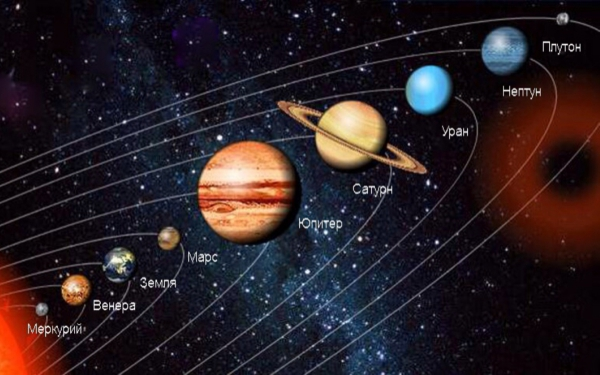 Плутон
Нептун
Уран
Сатурн
Юпитер
Марс
Земля
Венера
Меркурий